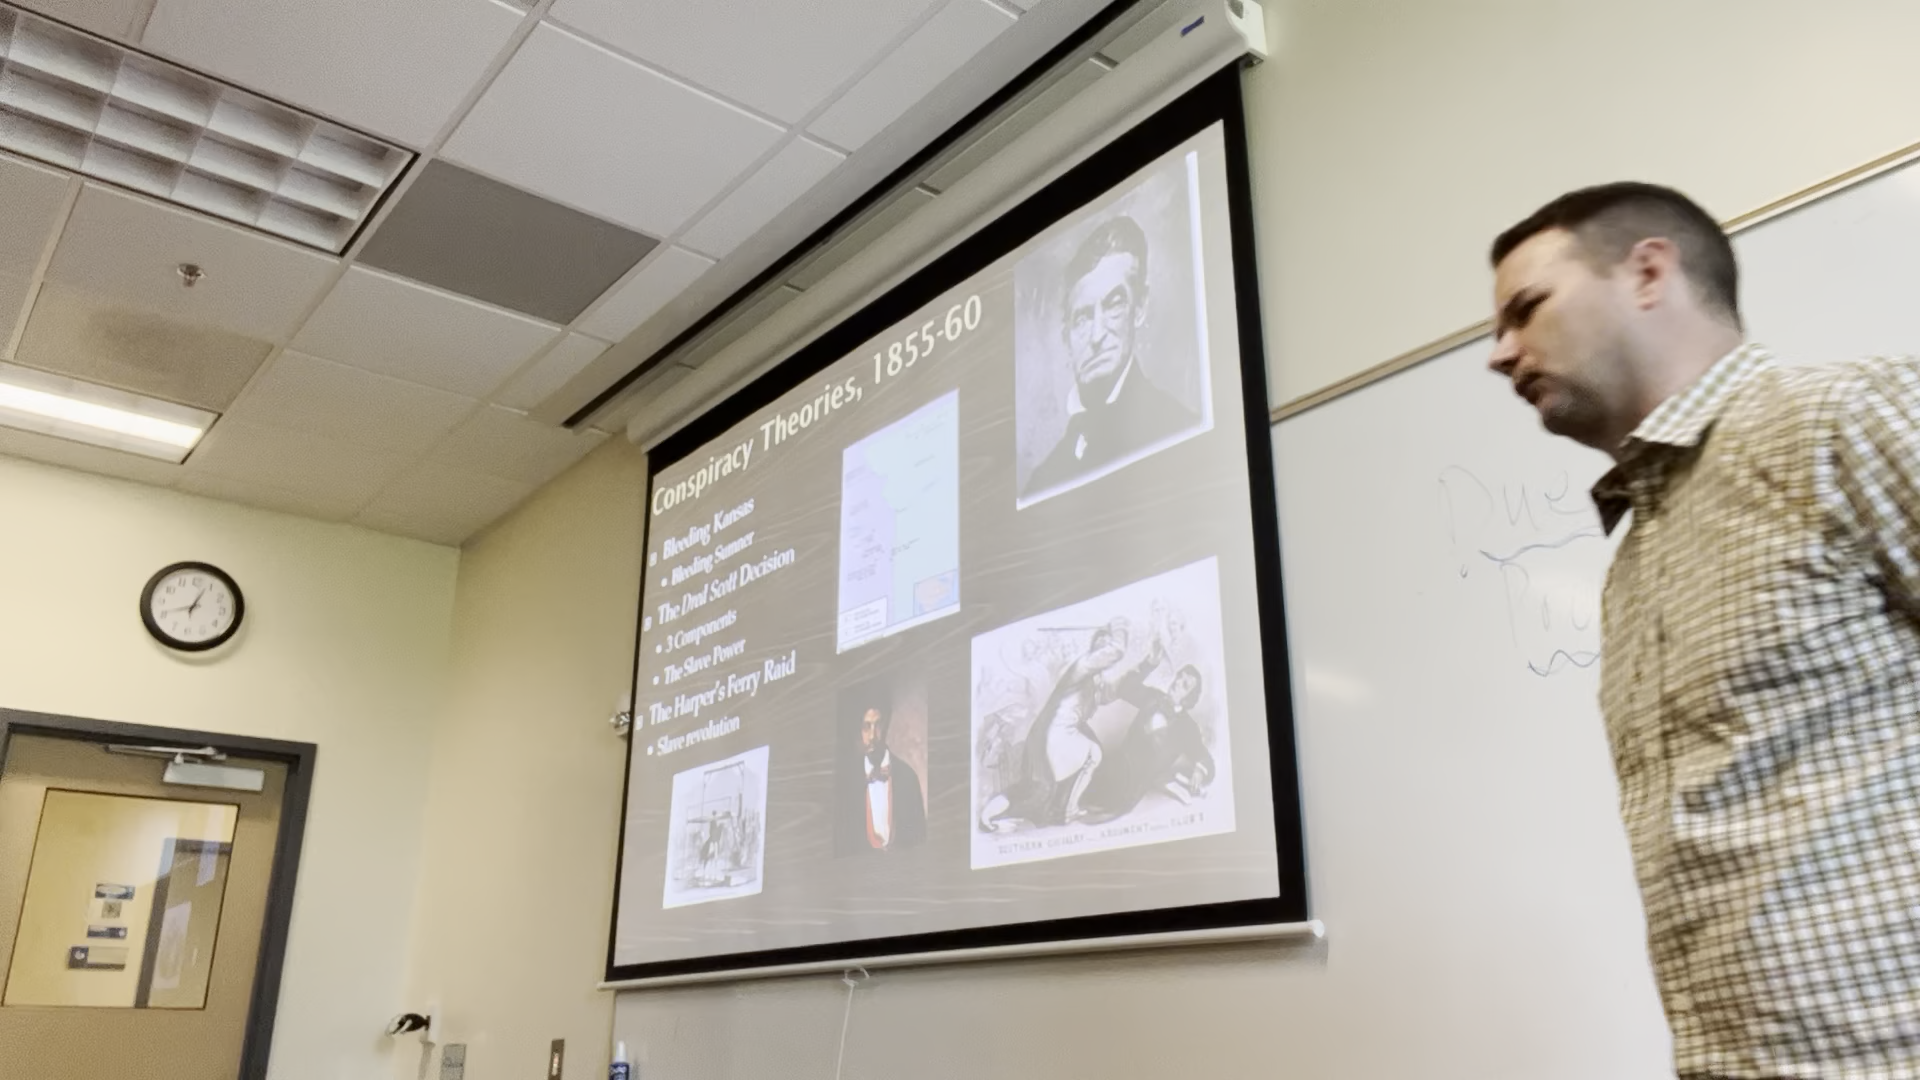 Conspiracy Theories, 1855-60
Bleeding Kansas
Bleeding Sumner
The Dred Scott Decision
3 Components
The Slave Power
The Harper's Ferry Raid
Slave revolution
SOUTHERN CHIVALRY — ARGUMENT VERSUS CLUB'S
Due